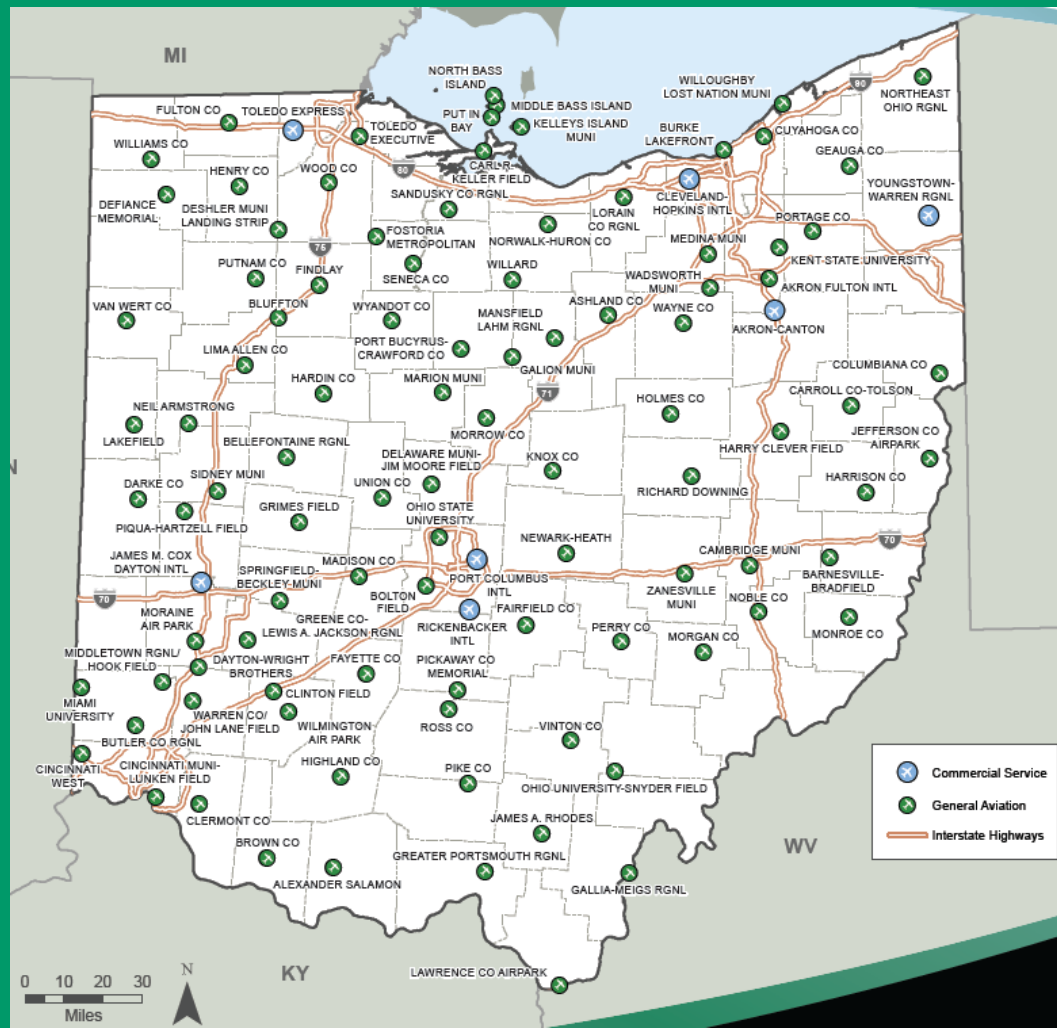 MI
NORTH BASS
ISLAND
WILLOUGHBY
LOST NATION MUNI
80
NORTHEAST
OHIO RGNL
FULTON CO
TOLEDO EXPRESS
PUT IN
BAY
MIDDLE BASS ISLAND
KELLEYS ISLAND
MUNI
TOLEDO
EXECUTIVE
BURKE
LAKEFRONT
CUYAHOGA CO
GEAUGA CO
WILLIAMS CO
HENRY CO
WOOD CO
80
CARL R
KELLER FIELD
SANDUSKY CO RGNL
CLEVELAND-
HOPKINS INTL
YOUNGSTOWN-
WARREN RGNL
DEFIANCE
MEMORIAL
DESHLER MUNI
LANDING STRIP
LORAIN
CO RGNL
PORTAGE CO
75
FOSTORIA
METROPOLITAN
NORWALK-HURON CO
MEDINA MUNI
KENT STATE UNIVERSITY
PUTNAM CO
FINDLAY
SENECA CO
WILLARD
WADSWORTH
MUNI
AKRON FULTON INTL
VAN WERT CO
BLUFFTON
WYANDOT CO
MANSFIELD
LAHM RGNL
ASHLAND CO
WAYNE CO
AKRON-CANTON
PORT BUCYRUS-
CRAWFORD CO
LIMA ALLEN CO
GALION MUNI
COLUMBIANA CO
HARDIN CO
MARION MUNI
71
HOLMES CO
CARROLL CO-TOLSON
NEIL ARMSTRONG
LAKEFIELD
MORROW CO
JEFFERSON CO
AIRPARK
BELLEFONTAINE RGNL
DELAWARE MUNI-
JIM MOORE FIELD
KNOX CO
HARRY CLEVER FIELD
N
SIDNEY MUNI
DARKE CO
UNION CO
RICHARD DOWNING
HARRISON CO
PIQUA-HARTZELL FIELD
GRIMES FIELD
OHIO STATE
UNIVERSITY
70
JAMES M. COX
DAYTON INTL
SPRINGFIELD-
BECKLEY MUNI
MADISON CO
NEWARK-HEATH
CAMBRIDGE MUNI
BARNESVILLE-
BRADFIELD
70
BOLTON
FIELD
PORT COLUMBUS
INTL
ZANESVILLE
MUNI
NOBLE CO
MORAINE
AIR PARK
GREENE CO-
LEWIS A. JACKSON RGNL
RICKENBACKER
INTL
FAIRFIELD CO
PERRY CO
MORGAN CO
MONROE CO
MIDDLETOWN RGNL/
HOOK FIELD
DAYTON-WRIGHT
BROTHERS
FAYETTE CO
PICKAWAY CO
MEMORIAL
MIAMI
UNIVERSITY
WARREN CO/
JOHN LANE FIELD
CLINTON FIELD
WILMINGTON
AIR PARK
ROSS CO
VINTON CO
BUTLER CO RGNL
CINCINNATI
WEST
CINCINNATI MUNI-
LUNKEN FIELD
HIGHLAND CO
PIKE CO
OHIO UNIVERSITY-SNYDER FIELD
CLERMONT CO
JAMES A. RHODES
BROWN CO
ALEXANDER SALAMON
GREATER PORTSMOUTH RGNL
GALLIA-MEIGS RGNL
WV
Commercial Service
General Aviation
Interstate Highways
KY
LAWRENCE CO AIRPARK
N
0 10 20 30
Miles